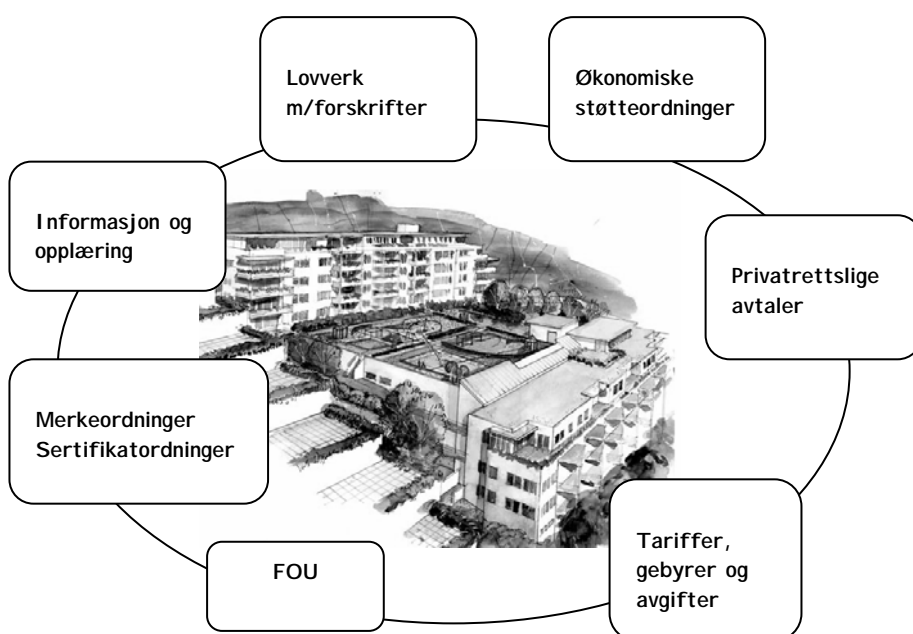 Lovverk
m/forskrifter
Økonomiske
støtteordninger
Informasjon og
opplæring
Privatrettslige
avtaler
Merkeordninger
Sertifikatordninger
Tariffer,
gebyrer og
avgifter
FOU